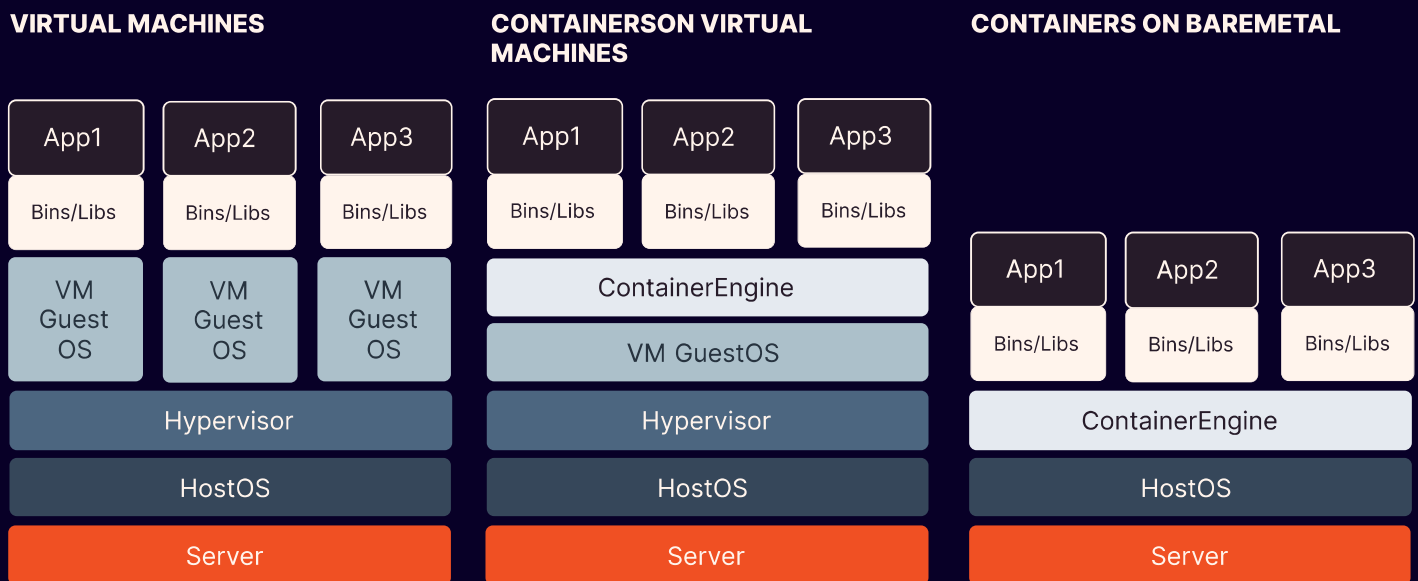 VIRTUAL MACHINES
App1
App2
App3
Bins/Libs
Bins/Libs
Bins/Libs
VM
Guest
OS
VM
Guest
OS
VM
Guest
OS
Hypervisor
HostOS
Server
CONTAINERSON VIRTUAL
MACHINES
App1
App2
App3
Bins/Libs
Bins/Libs
Bins/Libs
ContainerEngine
VM GuestOS
Hypervisor
HostOS
Server
CONTAINERS ON BAREMETAL
App1
App2
App3
Bins/Libs
Bins/Libs
Bins/Libs
ContainerEngine
HostOS
Server